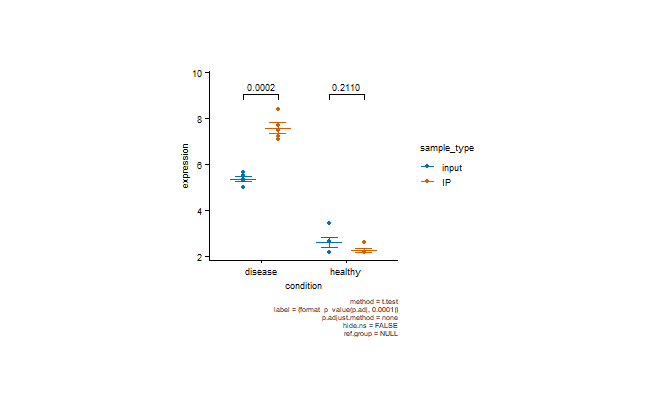 10
8
6
4
2
expression
0.0002
0.2110
disease
healthy
condition
sample_type
input
IP
method = t.test
label = {format_p_value(p.adj, 0.0001)}
p.adjust.method = none
hide.ns = FALSE
ref.group = NULL